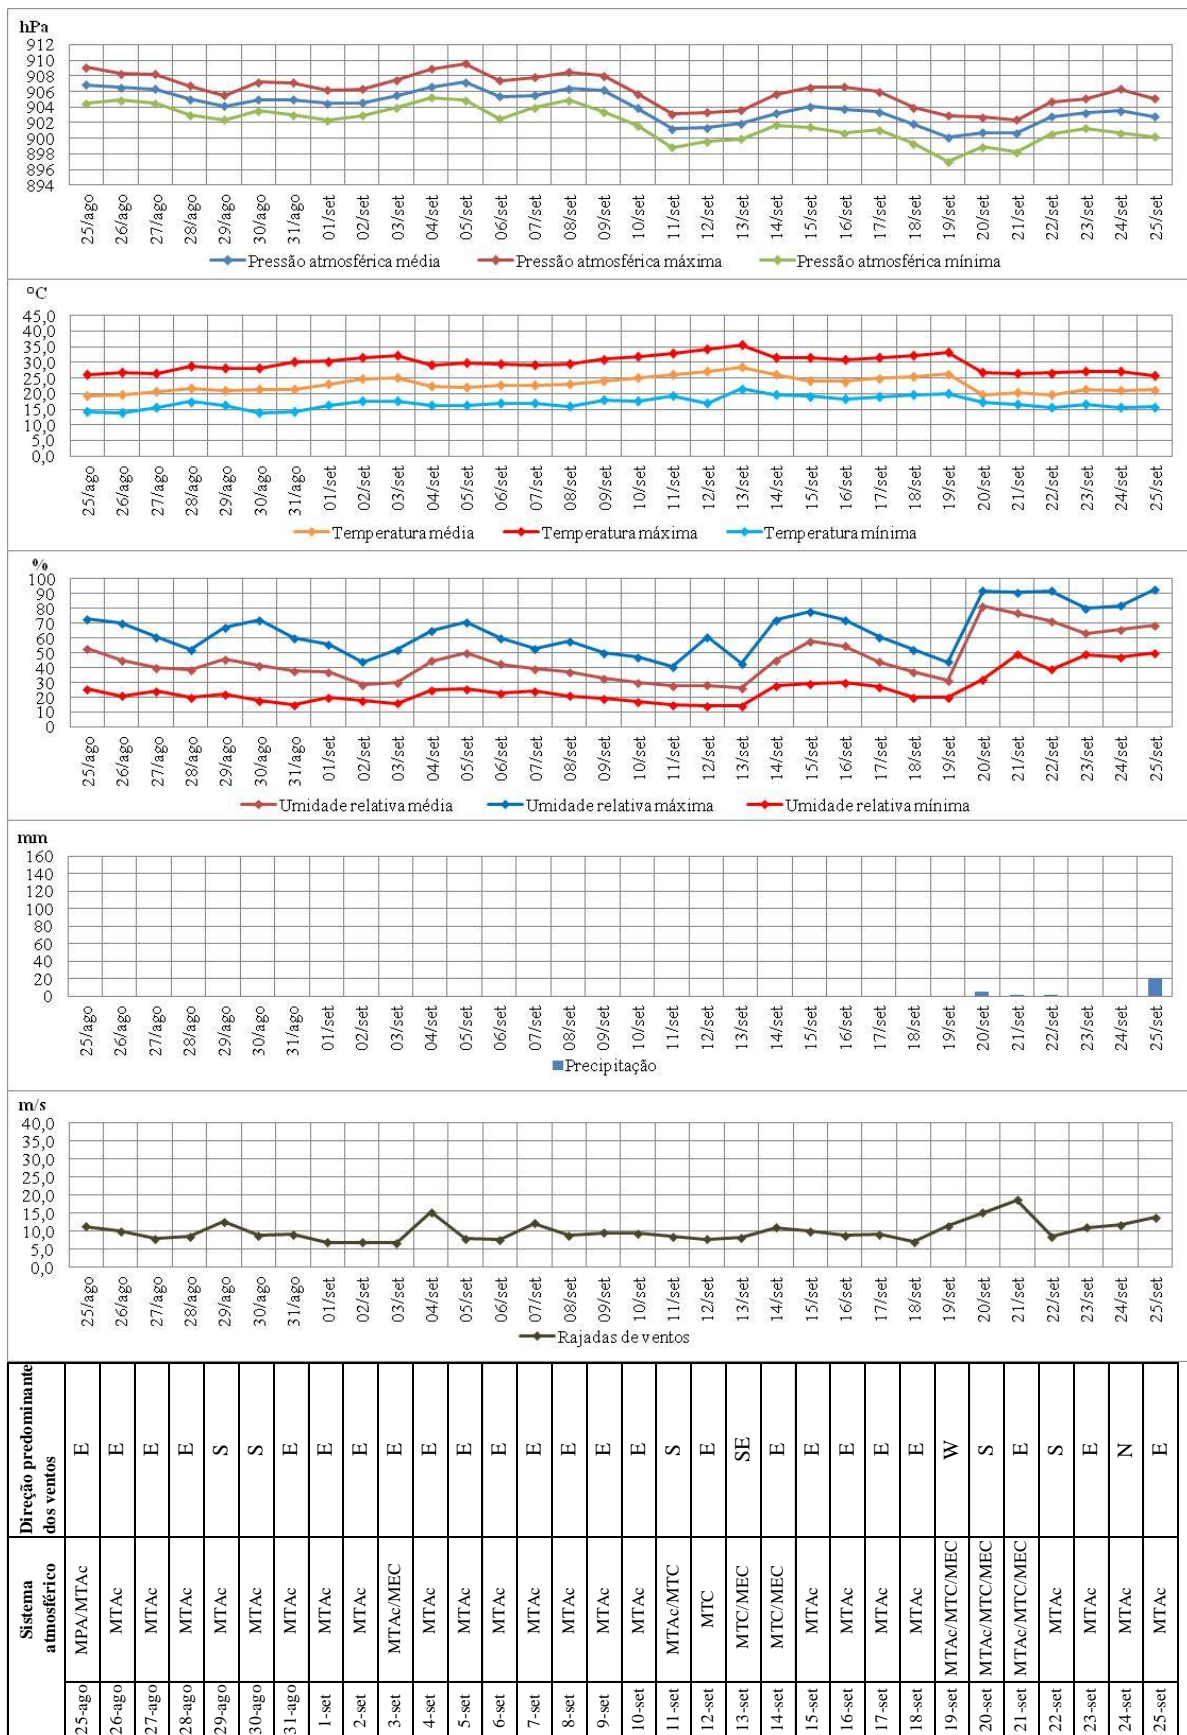 hPa
912
910
908
906
904
902
900
898
896
894
25/ago 26/ago 27/ago 28/ago 29/ago 30/ago 31/ago 01/set 02/set 03/set 04/set 05/set 06/set 07/set 08/set 09/set 10/set 11/set 12/set 13/set 14/set 15/set 16/set 17/set 18/set 19/set 20/set 21/set 22/set 23/set 24/set 25/set
Pressão atmosférica média Pressão atmosférica máxima Pressão atmosférica mínima
ºC
45,0
40,0
35,0
30,0
25,0
20,0
15,0
10,0
5,0
0,0
25/ago 26/ago 27/ago 28/ago 29/ago 30/ago 31/ago 01/set 02/set 03/set 04/set 05/set 06/set 07/set 08/set 09/set 10/set 11/set 12/set 13/set 14/set 15/set 16/set 17/set 18/set 19/set 20/set 21/set 22/set 23/set 24/set 25/set
Temperatura média Temperatura máxima Temperatura mínima
%
100
90
80
70
60
50
40
30
20
10
0
25/ago 26/ago 27/ago 28/ago 29/ago 30/ago 31/ago 01/set 02/set 03/set 04/set 05/set 06/set 07/set 08/set 09/set 10/set 11/set 12/set 13/set 14/set 15/set 16/set 17/set 18/set 19/set 20/set 21/set 22/set 23/set 24/set 25/set
Umidade relativa média Umidade relativa máxima Umidade relativa mínima
mm
160
140
120
100
80
60
40
20
0
25/ago 26/ago 27/ago 28/ago 29/ago 30/ago 31/ago 01/set 02/set 03/set 04/set 05/set 06/set 07/set 08/set 09/set 10/set 11/set 12/set 13/set 14/set 15/set 16/set 17/set 18/set 19/set 20/set 21/set 22/set 23/set 24/set 25/set
Precipitação
m/s
40,0
35,0
30,0
25,0
20,0
15,0
10,0
5,0
0,0
25/ago 26/ago 27/ago 28/ago 29/ago 30/ago 31/ago 01/set 02/set 03/set 04/set 05/set 06/set 07/set 08/set 09/set 10/set 11/set 12/set 13/set 14/set 15/set 16/set 17/set 18/set 19/set 20/set 21/set 22/set 23/set 24/set 25/set
Rajadas de ventos
Direção predominante
dos ventos
E E E E S S E E E E E E E E E E E S E SE E E E E E W S E S E N E
Sistema
atmosférico
MPA/MTAc MTAc MTAc MTAc MTAc MTAc MTAc MTAc MTAc MTAc/MEC MTAc MTAc MTAc MTAc MTAc MTAc MTAc MTAc/MTC MTC MTC/MEC MTC/MEC MTAc MTAc MTAc MTAc MTAc/MTC/MEC MTAc/MTC/MEC MTAc/MTC/MEC MTAc MTAc MTAc MTAc
25-ago 26-ago 27-ago 28-ago 29-ago 30-ago 31-ago 1-set 2-set 3-set 4-set 5-set 6-set 7-set 8-set 9-set 10-set 11-set 12-set 13-set 14-set 15-set 16-set 17-set 18-set 19-set 20-set 21-set 22-set 23-set 24-set 25-set